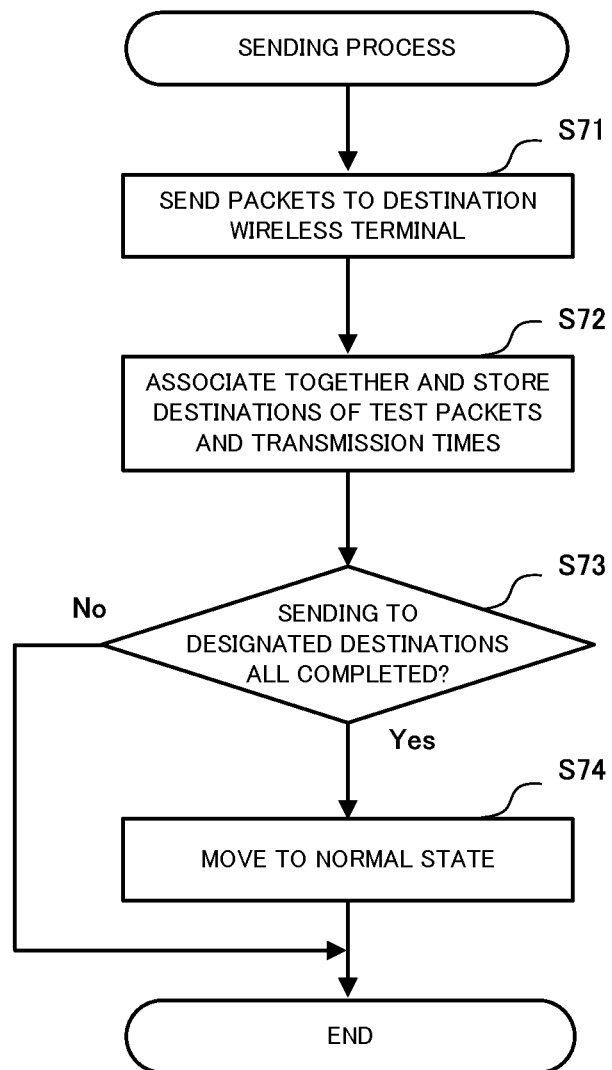 SENDING PROCESS
S71
SEND PACKETS TO DESTINATION
WIRELESS TERMINAL
S72
ASSOCIATE TOGETHER AND STORE
DESTINATIONS OF TEST PACKETS
AND TRANSMISSION TIMES
S73
No
SENDING TO
DESIGNATED DESTINATIONS
ALL COMPLETED?
Yes
S74
MOVE TO NORMAL STATE
END